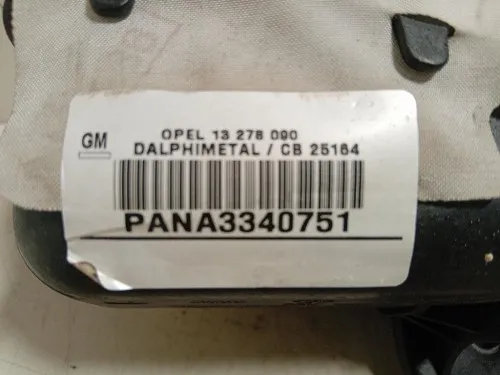 GM
OPEL 13 278 090
DALPHIMETAL / CB 25164
PANA3340751